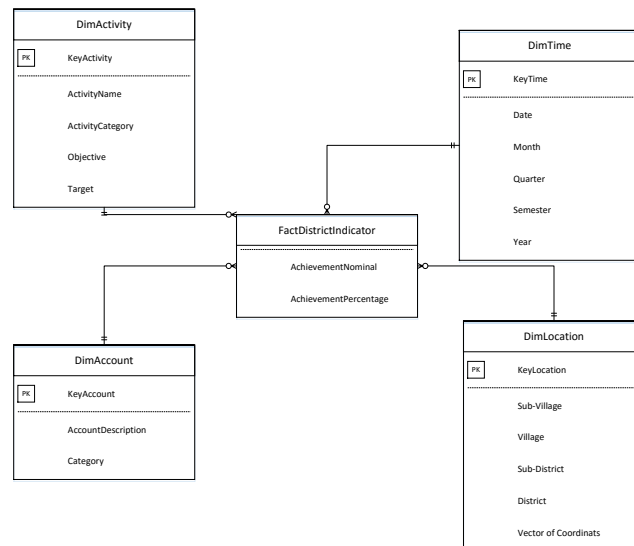 DimActivity
PK KeyActivity
ActivityName
ActivityCategory
Objective
Target
DimTime
PK KeyTime
Date
Month
Quarter
Semester
Year
FactDistrictIndicator
AchievementNominal
AchievementPercentage
DimAccount
PK KeyAccount
AccountDescription
Category
DimLocation
PK KeyLocation
Sub-Village
Village
Sub-District
District
Vector of Coordinats